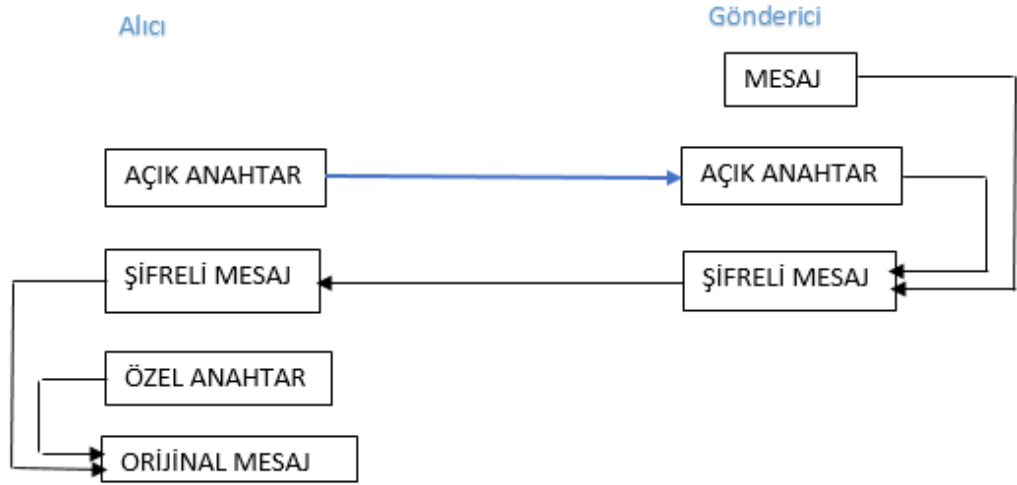 Alıcı
Gönderici
MESAJ
AÇIK ANAHTAR
AÇIK ANAHTAR
ŞİFRELİ MESAJ
ŞİFRELİ MESAJ
ÖZEL ANAHTAR
ORİJİNAL MESAJ